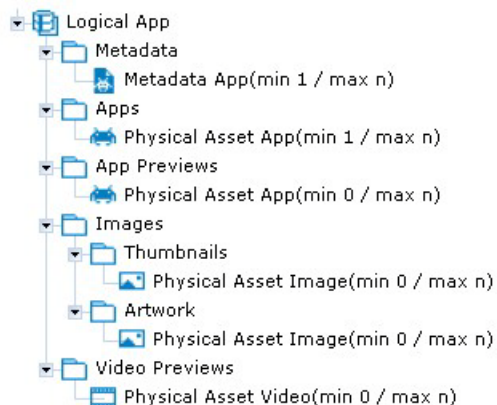 Logical App
Metadata
Metadata App(min 1 / max n)
Apps
Physical Asset App(min 1 / max n)
App Previews
Physical Asset App(min 0 / max n)
Images
Thumbnails
Physical Asset Image(min 0 / max n)
Artwork
Physical Asset Image(min 0 / max n)
Video Previews
Physical Asset Video(min 0 / max n)